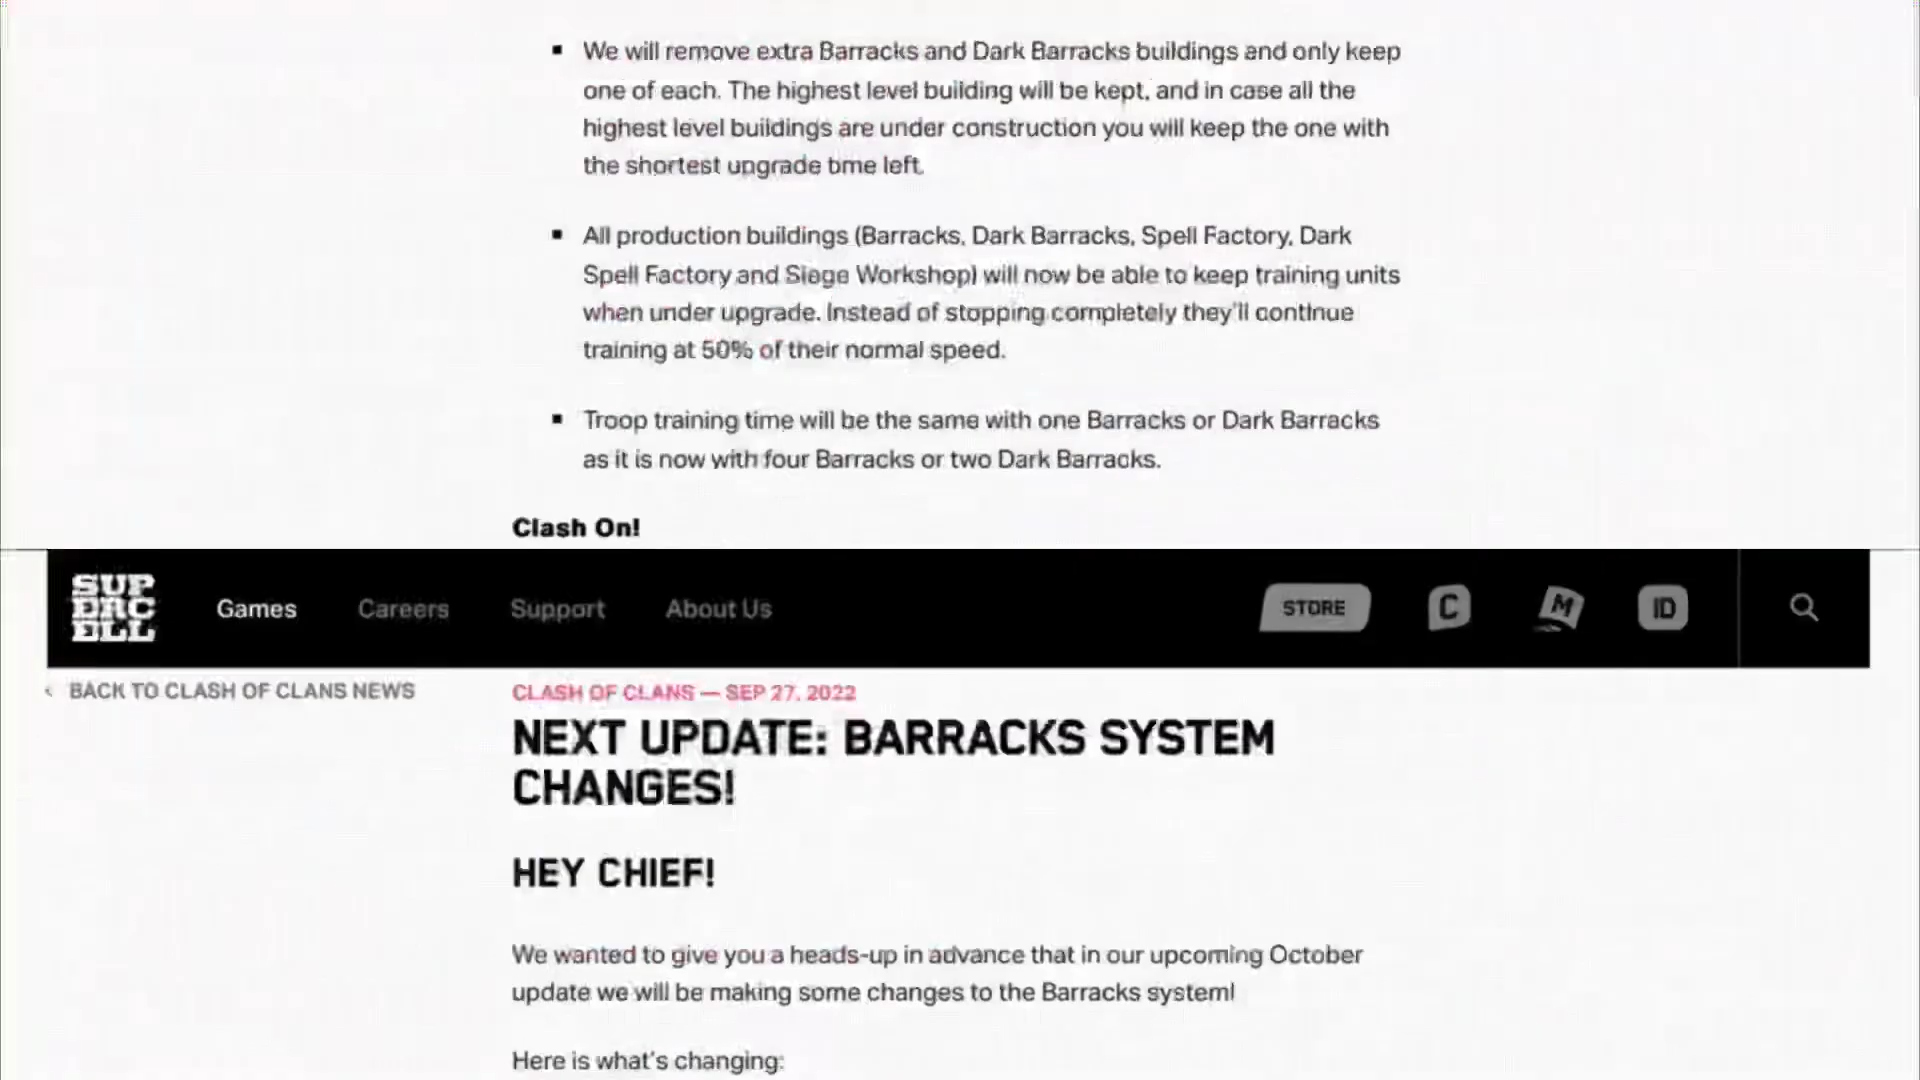 ▪ We will remove extra Barracks and Dark Barracks buildings and only keep
one of each. The highest level building will be kept, and in case all the
highest level buildings are under construction you will keep the one with
the shortest upgrade time left.
▪ All production buildings (Barracks, Dark Barracks, Spell Factory, Dark
Spell Factory and Siege Workshop) will now be able to keep training units
when under upgrade. Instead of stopping completely they'll continue
training at 50% of their normal speed.
▪ Troop training time will be the same with one Barracks or Dark Barracks
as it is now with four Barracks or two Dark Barracks.
Clash On!
SUPERCELL Games Careers Support About Us STORE C M ID
‹ BACK TO CLASH OF CLANS NEWS
CLASH OF CLANS — SEP 27, 2022
NEXT UPDATE: BARRACKS SYSTEM
CHANGES!
HEY CHIEF!
We wanted to give you a heads-up in advance that in our upcoming October
update we will be making some changes to the Barracks system!
Here is what's changing: